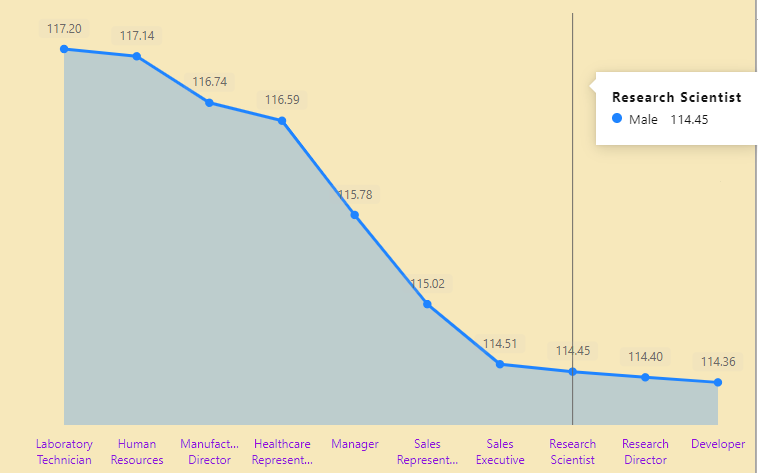 117.20
117.14
116.74
116.59
115.78
115.02
114.51
114.45
114.40
114.36
Research Scientist
Male 114.45
Laboratory
Technician
Human
Resources
Manufact...
Director
Healthcare
Represent...
Manager
Sales
Represent...
Sales
Executive
Research
Scientist
Research
Director
Developer